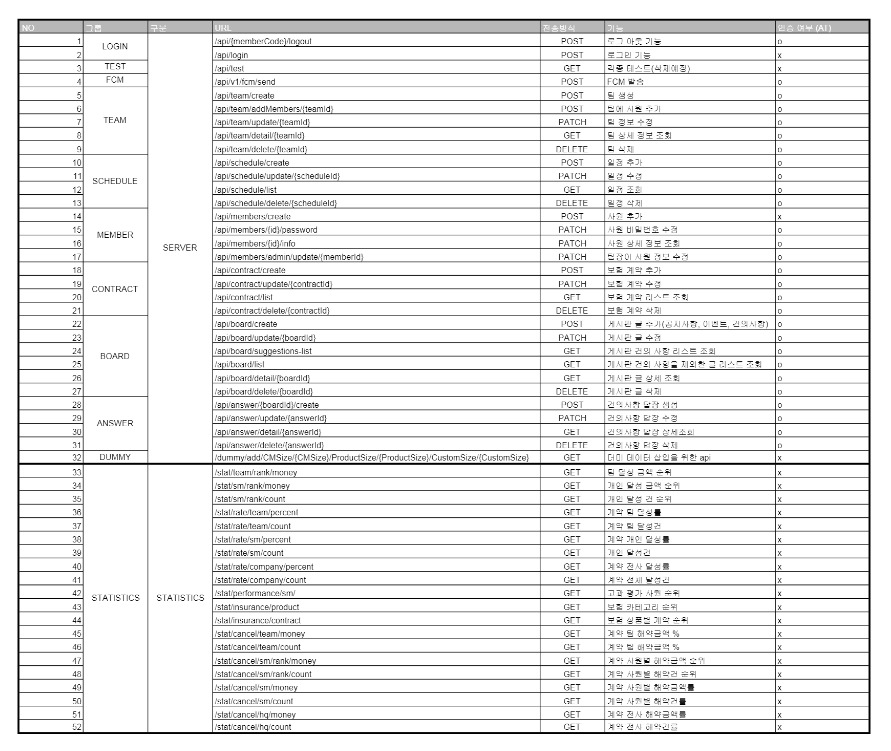 NO 그룹 구분 URL 전송방식 기능 인증 여부 (AT)
1 LOGIN SERVER /api/{memberCode}/logout POST 로그 아웃 기능 o
2 /api/login POST 로그인 기능 x
3 TEST /api/test GET 각종 테스트(삭제예정) x
4 FCM /api/v1/fcm/send POST FCM 발송 o
5 TEAM /api/team/create POST 팀 생성 o
6 /api/team/addMembers/{teamId} POST 팀에 사원 추가 o
7 /api/team/update/{teamId} PATCH 팀 정보 수정 o
8 /api/team/detail/{teamId} GET 팀 상세 정보 조회 o
9 /api/team/delete/{teamId} DELETE 팀 삭제 o
10 SCHEDULE /api/schedule/create POST 일정 추가 o
11 /api/schedule/update/{scheduleId} PATCH 일정 수정 o
12 /api/schedule/list GET 일정 조회 o
13 /api/schedule/delete/{scheduleId} DELETE 일정 삭제 o
14 MEMBER /api/members/create POST 사원 추가 x
15 /api/members/{id}/password PATCH 사원 비밀번호 수정 o
16 /api/members/{id}/info PATCH 사원 상세 정보 조회 o
17 /api/members/admin/update/{memberId} PATCH 팀장이 사원 정보 수정 o
18 CONTRACT /api/contract/create POST 보험 계약 추가 o
19 /api/contract/update/{contractId} PATCH 보험 계약 수정 o
20 /api/contract/list GET 보험 계약 리스트 조회 o
21 /api/contract/delete/{contractId} DELETE 보험 계약 삭제 o
22 BOARD /api/board/create POST 게시판 글 추가(공지사항, 이벤트, 건의사항) o
23 /api/board/update/{boardId} PATCH 게시판 글 수정 o
24 /api/board/suggestions-list GET 게시판 건의 사항 리스트 조회 o
25 /api/board/list GET 게시판 건의 사항을 제외한 글 리스트 조회 o
26 /api/board/detail/{boardId} GET 게시판 글 상세 조회 o
27 /api/board/delete/{boardId} DELETE 게시판 글 삭제 o
28 ANSWER /api/answer/{boardId}/create POST 건의사항 답장 생성 o
29 /api/answer/update/{answerId} PATCH 건의사항 답장 수정 o
30 /api/answer/detail/{answerId} GET 건의사항 답장 상세조회 o
31 /api/answer/delete/{answerId} DELETE 건의사항 답장 삭제 o
32 DUMMY /dummy/add/CMSize/{CMSize}/ProductSize/{ProductSize}/CustomSize/{CustomSize} GET 더미 데이터 삽입을 위한 api x
33 STATISTICS STATISTICS /stat/team/rank/money GET 팀 달성 금액 순위 x
34 /stat/sm/rank/money GET 개인 달성 금액 순위 x
35 /stat/sm/rank/count GET 개인 달성 건 순위 x
36 /stat/rate/team/percent GET 계약 팀 달성률 x
37 /stat/rate/team/count GET 계약 팀 달성건 x
38 /stat/rate/sm/percent GET 계약 개인 달성률 x
39 /stat/rate/sm/count GET 개인 달성건 x
40 /stat/rate/company/percent GET 계약 전사 달성률 x
41 /stat/rate/company/count GET 계약 전체 달성건 x
42 /stat/performance/sm/ GET 고과 평가 사원 순위 x
43 /stat/insurance/product GET 보험 카테고리 순위 x
44 /stat/insurance/contract GET 보험 상품별 계약 순위 x
45 /stat/cancel/team/money GET 계약 팀 해약금액 % x
46 /stat/cancel/team/count GET 계약 팀 해약금액 % x
47 /stat/cancel/sm/rank/money GET 계약 사원별 해약금액 순위 x
48 /stat/cancel/sm/rank/count GET 계약 사원별 해약건 순위 x
49 /stat/cancel/sm/money GET 계약 사원별 해약금액률 x
50 /stat/cancel/sm/count GET 계약 사원별 해약건률 x
51 /stat/cancel/hq/money GET 계약 전사 해약금액률 x
52 /stat/cancel/hq/count GET 계약 전사 해약건률 x